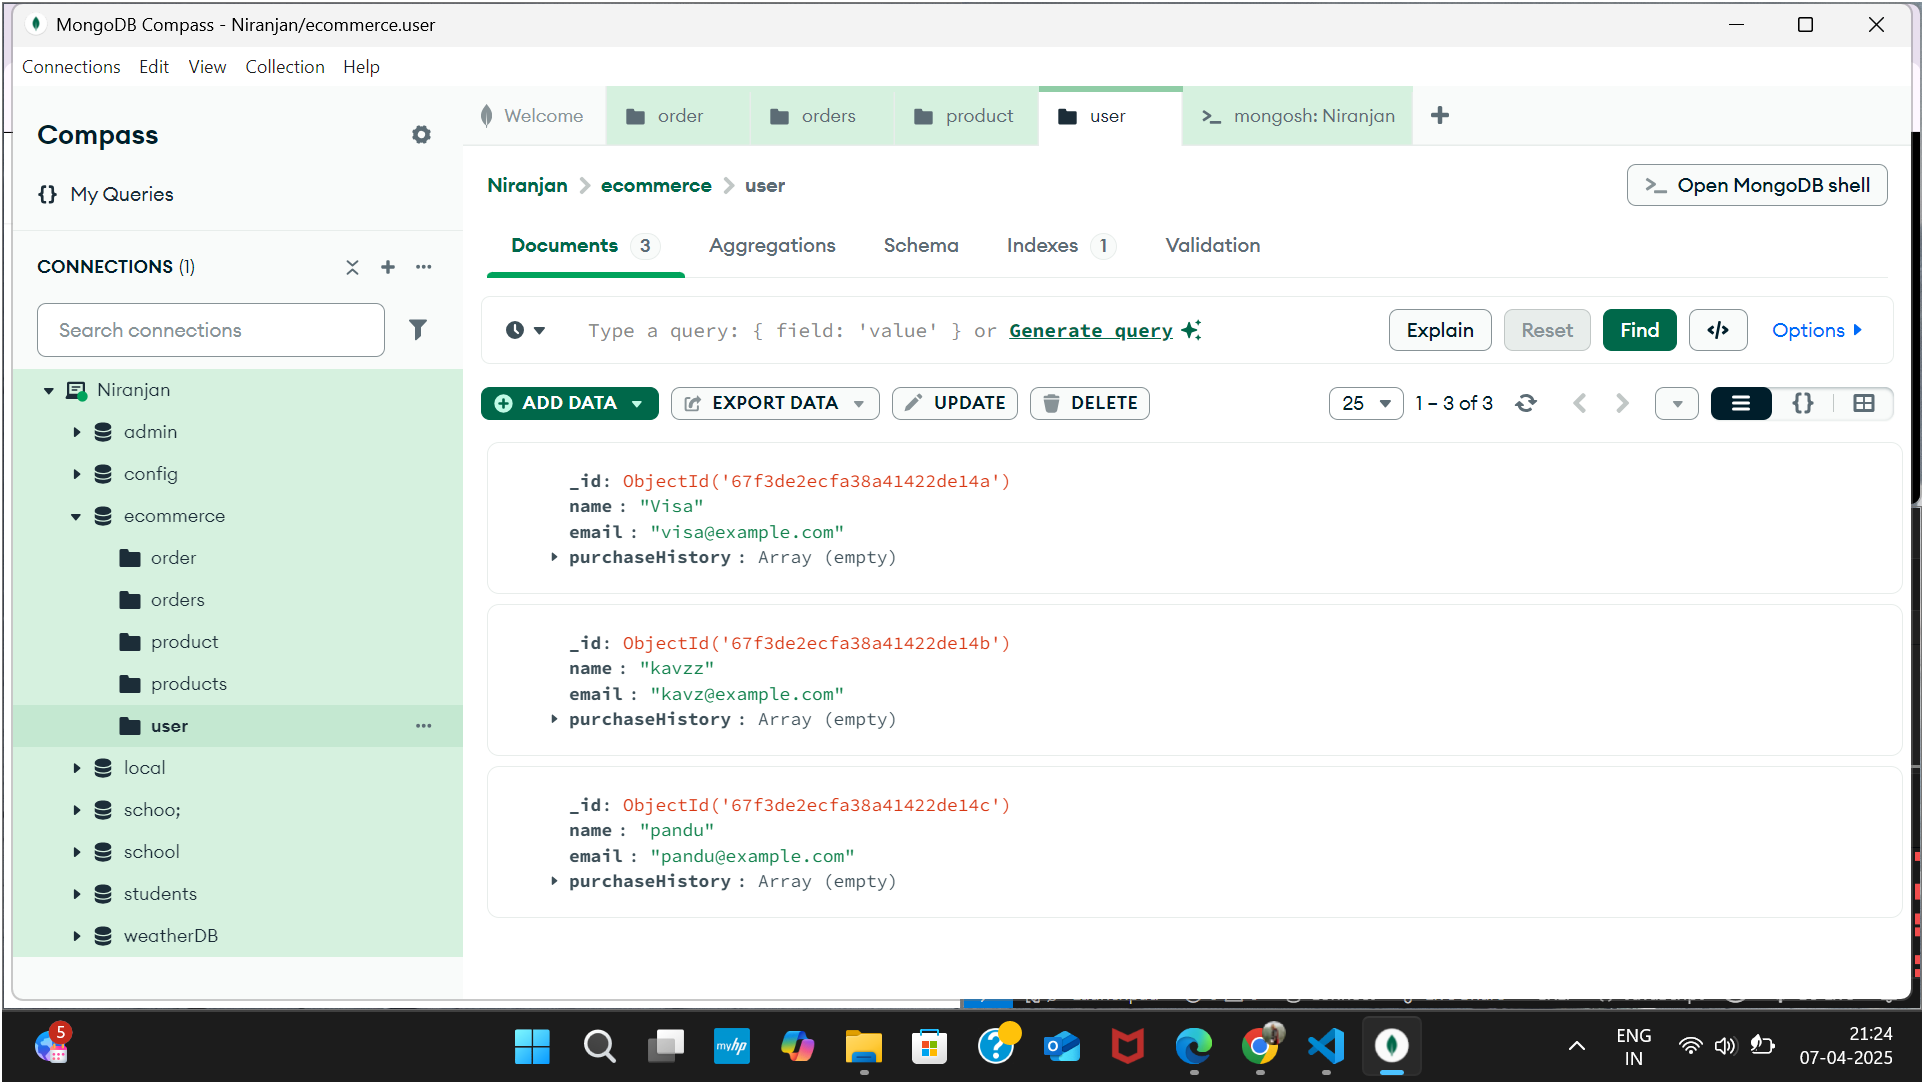 MongoDB Compass - Niranjan/ecommerce.user
Connections Edit View Collection Help
Compass
{} My Queries
CONNECTIONS (1)
Search connections
Niranjan
admin
config
ecommerce
order
orders
product
products
user
local
schoo;
school
students
weatherDB
Welcome order orders product user >_ mongosh: Niranjan +
Niranjan > ecommerce > user
>_ Open MongoDB shell
Documents 3 Aggregations Schema Indexes 1 Validation
Type a query: { field: 'value' } or Generate query
Explain Reset Find </> Options
ADD DATA EXPORT DATA UPDATE DELETE
25 1 – 3 of 3 {}
_id: ObjectId('67f3de2ecfa38a41422de14a')
name : "Visa"
email : "visa@example.com"
purchaseHistory : Array (empty)
_id: ObjectId('67f3de2ecfa38a41422de14b')
name : "kavzz"
email : "kavz@example.com"
purchaseHistory : Array (empty)
_id: ObjectId('67f3de2ecfa38a41422de14c')
name : "pandu"
email : "pandu@example.com"
purchaseHistory : Array (empty)
5
myhp
ENG
IN
21:24
07-04-2025